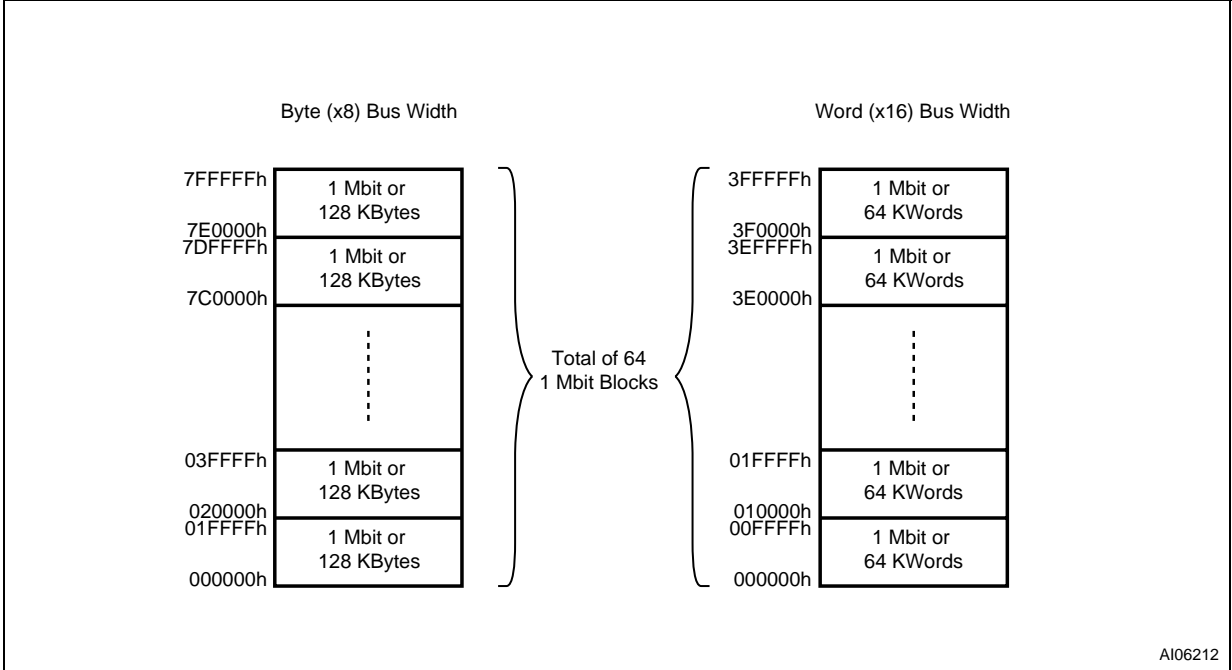 Byte (x8) Bus Width
7FFFFFh
1 Mbit or
128 KBytes
7E0000h
7DFFFFh
1 Mbit or
128 KBytes
7C0000h
03FFFFh
1 Mbit or
128 KBytes
020000h
01FFFFh
1 Mbit or
128 KBytes
000000h
Total of 64
1 Mbit Blocks
Word (x16) Bus Width
3FFFFFh
1 Mbit or
64 KWords
3F0000h
3EFFFFh
1 Mbit or
64 KWords
3E0000h
01FFFFh
1 Mbit or
64 KWords
010000h
00FFFFh
1 Mbit or
64 KWords
000000h
AI06212